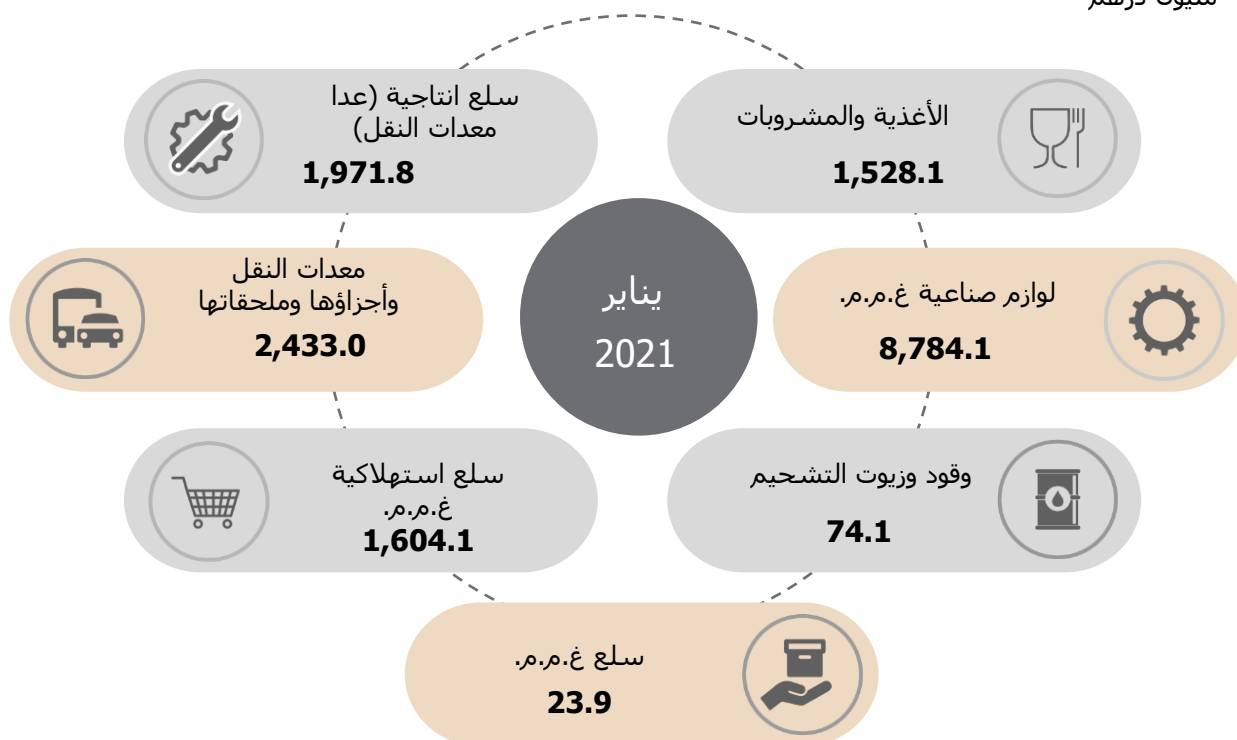 مليون درهم
الأغذية والمشروبات
1,528.1
سلع انتاجية (عدا
معدات النقل)
1,971.8
لوازم صناعية غ.م.م.
8,784.1
معدات النقل
وأجزاؤها وملحقاتها
2,433.0
يناير
2021
وقود وزيوت التشحيم
74.1
سلع استهلاكية
غ.م.م.
1,604.1
سلع غ.م.م.
23.9